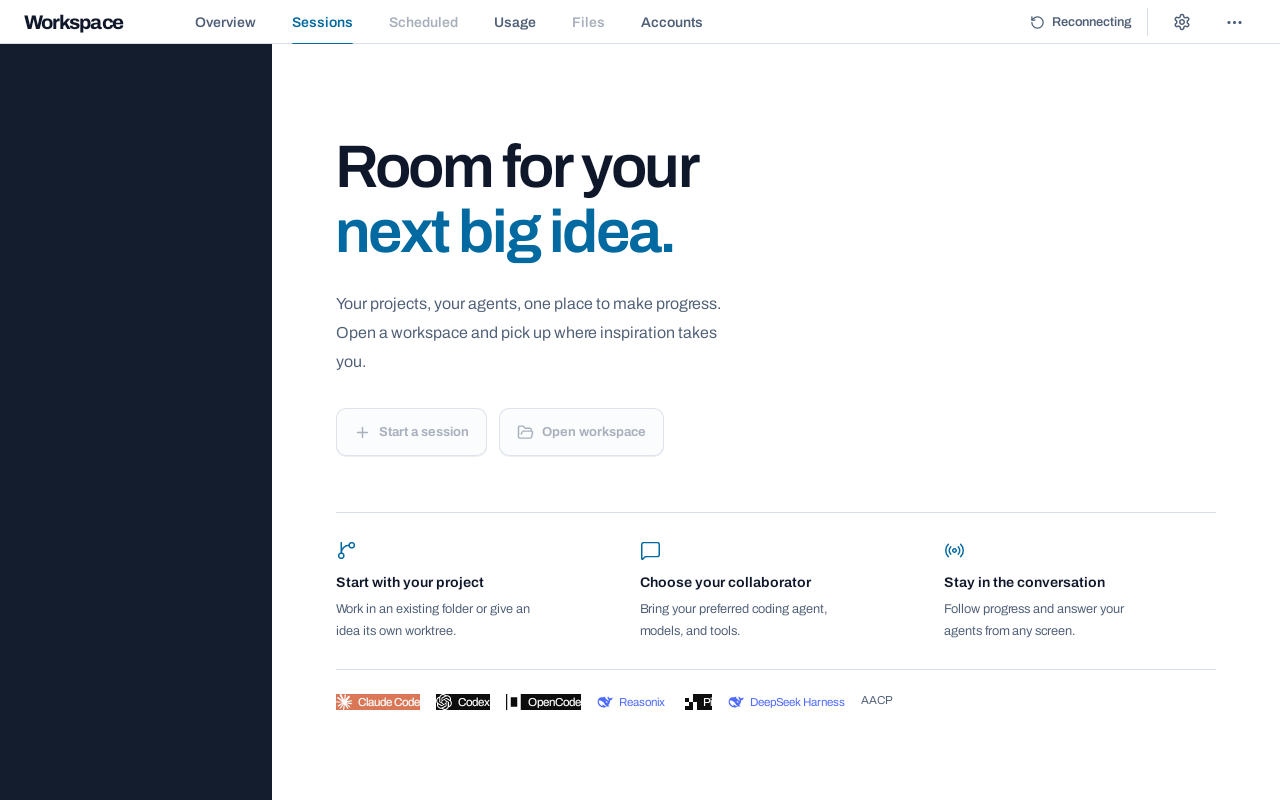 Workspace
Overview
Sessions
Scheduled
Usage
Files
Accounts
Reconnecting
Room for your
next big idea.
Your projects, your agents, one place to make progress.
Open a workspace and pick up where inspiration takes
you.
Start a session
Open workspace
Start with your project
Work in an existing folder or give an
idea its own worktree.
Choose your collaborator
Bring your preferred coding agent,
models, and tools.
Stay in the conversation
Follow progress and answer your
agents from any screen.
Claude Code
Codex
OpenCode
Reasonix
Pi
DeepSeek Harness
AACP